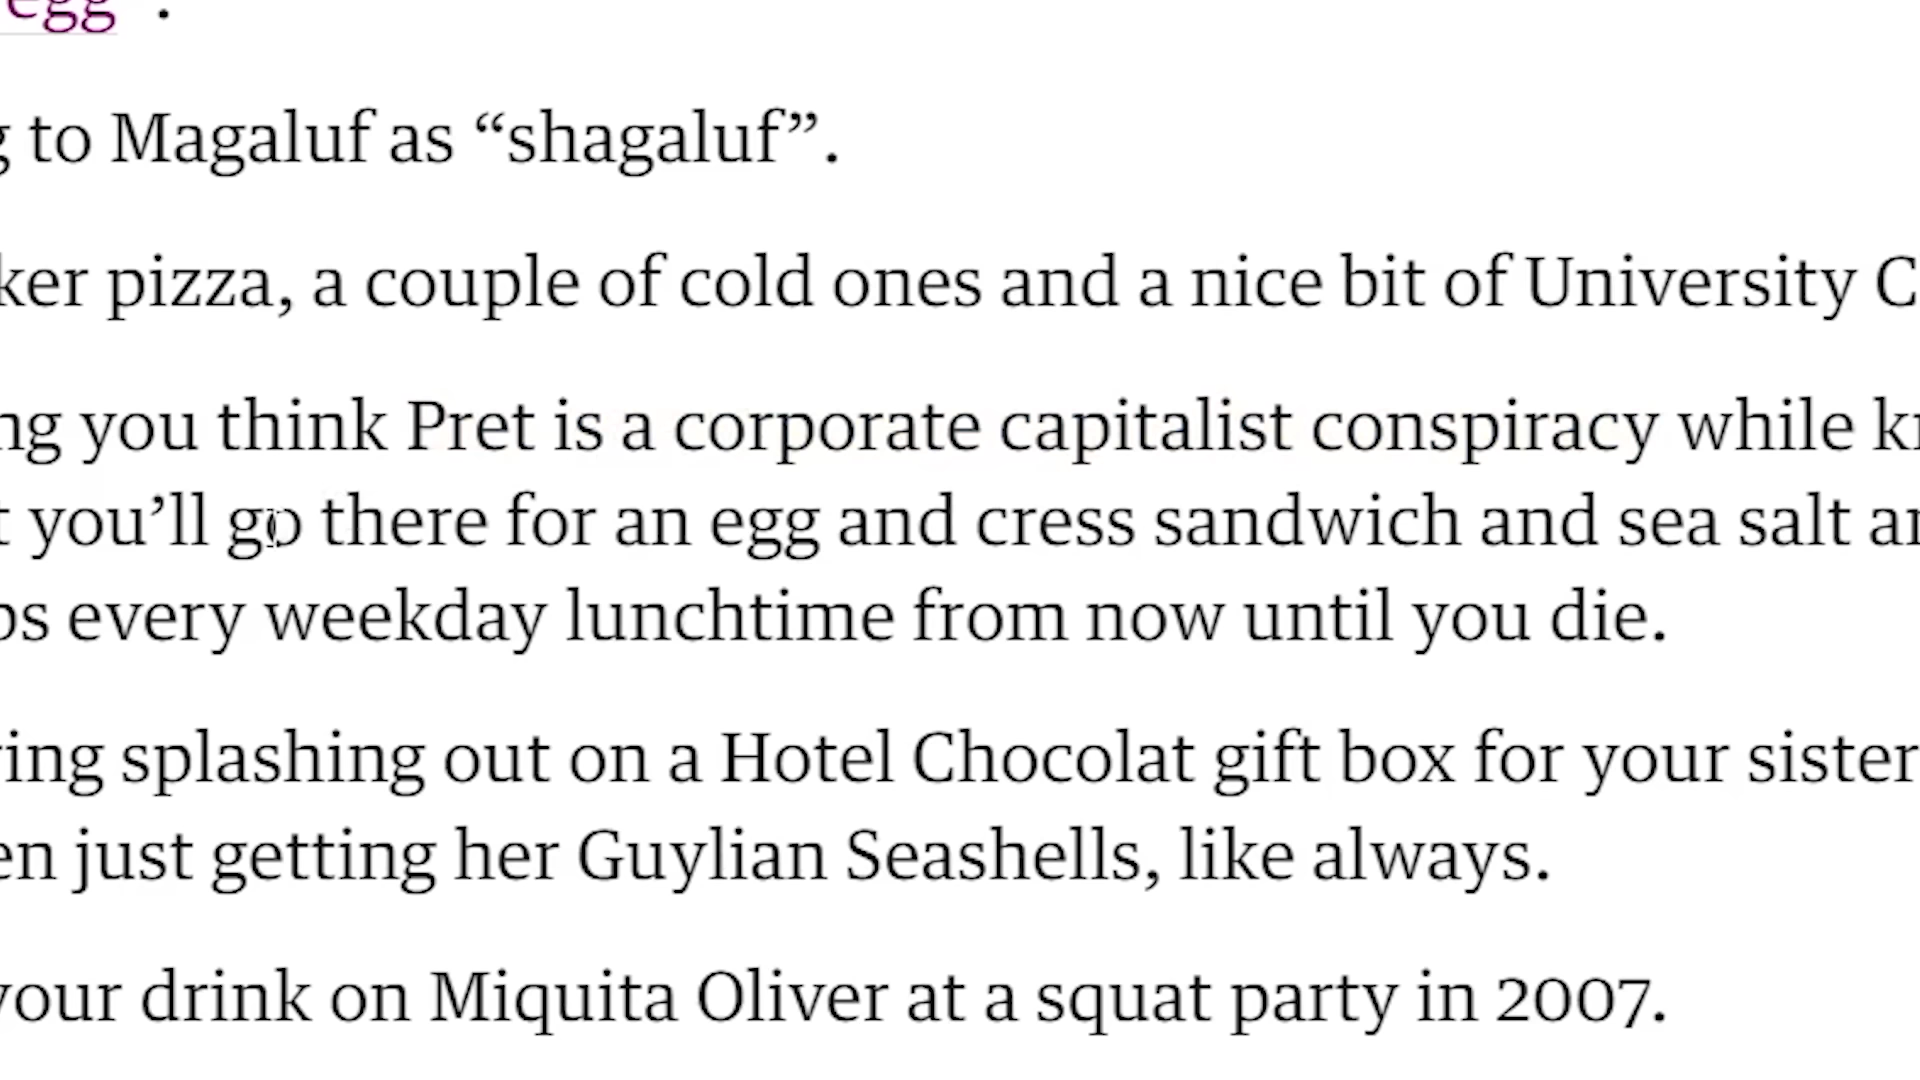 egg”.
g to Magaluf as “shagaluf”.
ker pizza, a couple of cold ones and a nice bit of University C
ng you think Pret is a corporate capitalist conspiracy while kn
t you’ll go there for an egg and cress sandwich and sea salt an
ps every weekday lunchtime from now until you die.
ing splashing out on a Hotel Chocolat gift box for your sister
en just getting her Guylian Seashells, like always.
your drink on Miquita Oliver at a squat party in 2007.